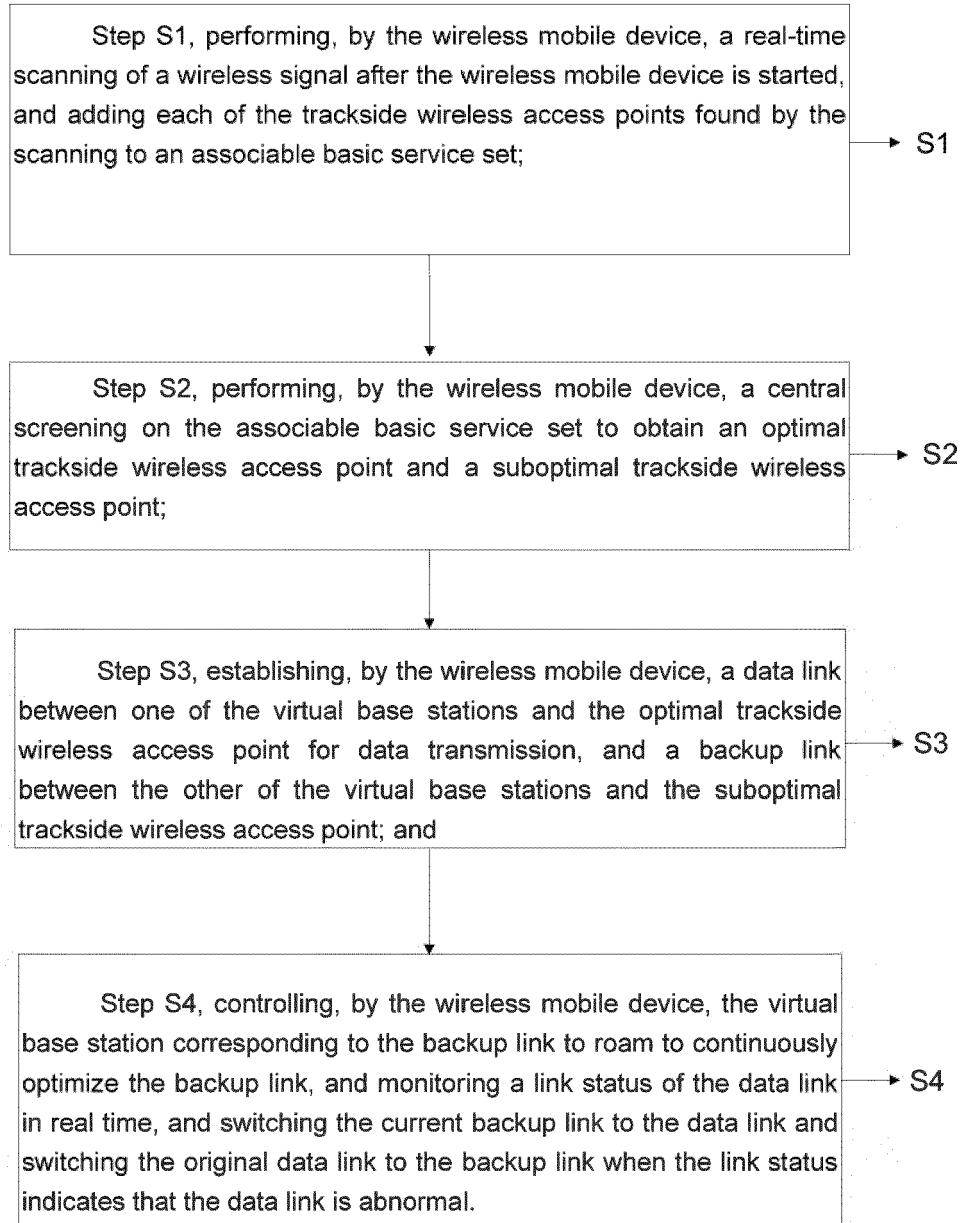 Step S1, performing, by the wireless mobile device, a real-time
scanning of a wireless signal after the wireless mobile device is started,
and adding each of the trackside wireless access points found by the
scanning to an associable basic service set;
S1
Step S2, performing, by the wireless mobile device, a central
screening on the associable basic service set to obtain an optimal
trackside wireless access point and a suboptimal trackside wireless
access point;
S2
Step S3, establishing, by the wireless mobile device, a data link
between one of the virtual base stations and the optimal trackside
wireless access point for data transmission, and a backup link
between the other of the virtual base stations and the suboptimal
trackside wireless access point; and
S3
Step S4, controlling, by the wireless mobile device, the virtual
base station corresponding to the backup link to roam to continuously
optimize the backup link, and monitoring a link status of the data link
in real time, and switching the current backup link to the data link and
switching the original data link to the backup link when the link status
indicates that the data link is abnormal.
S4